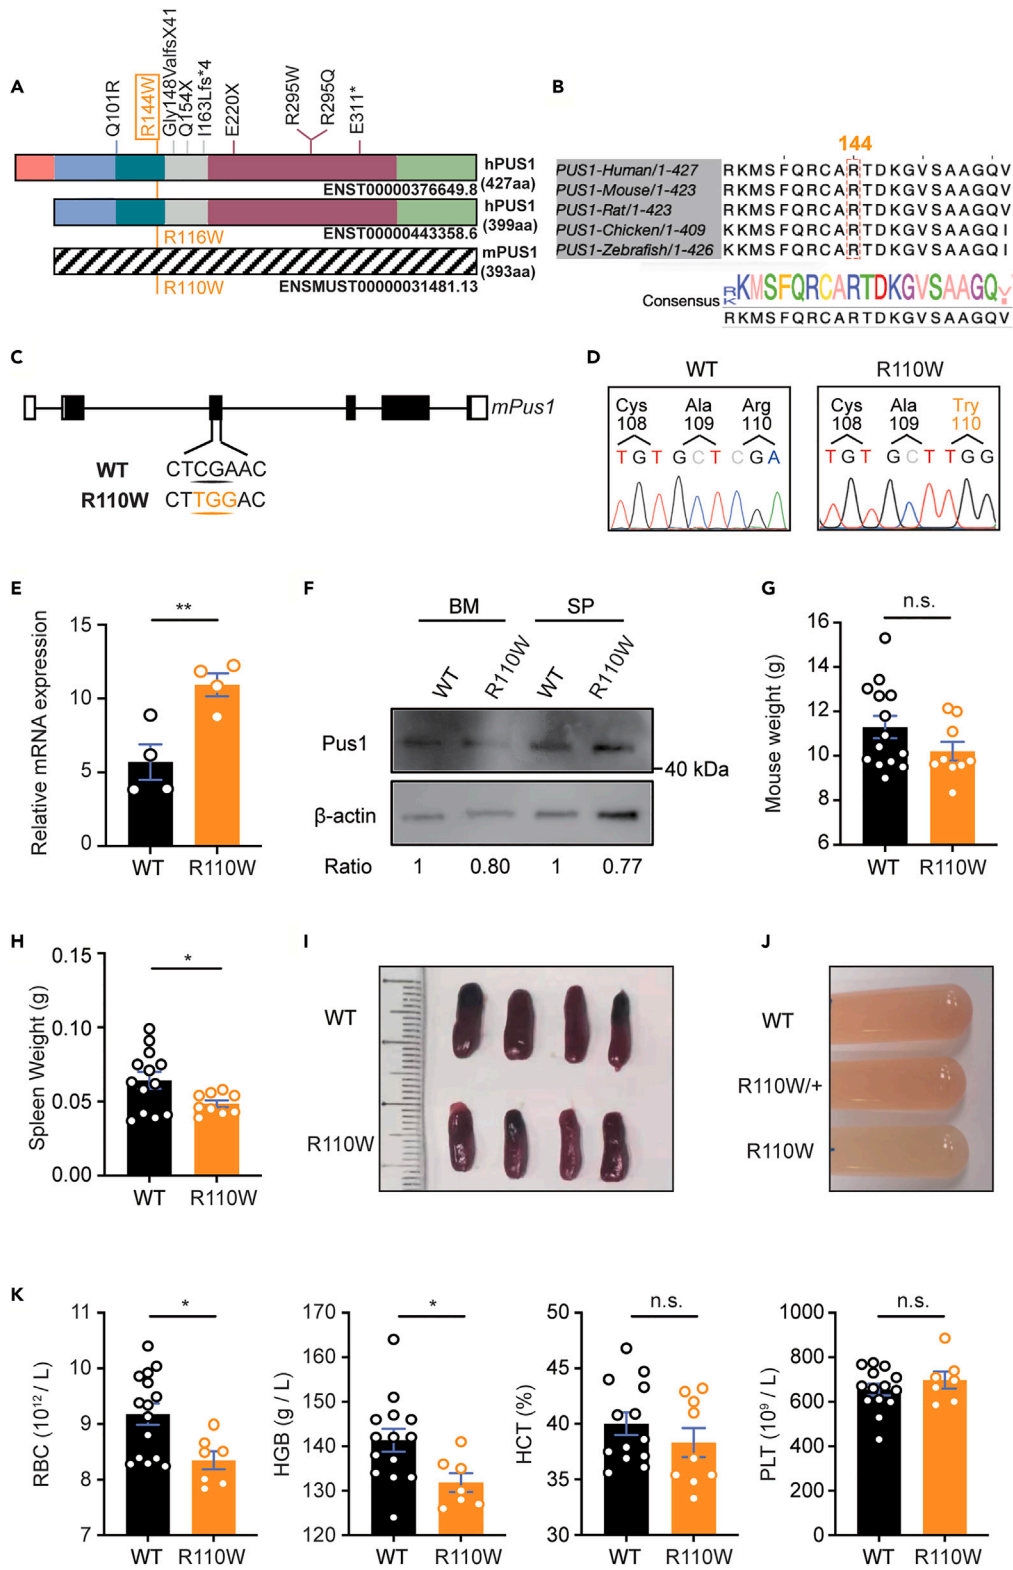 A
Q101R
R144W
Gly148ValfsX41
Q154X
I163Lfs*4
E220X
R295W
R295Q
E311*
hPUS1
(427aa)
ENST00000376649.8
hPUS1
(399aa)
ENST00000443358.6
R116W
mPUS1
(393aa)
ENSMUST00000031481.13
R110W
B
144
PUS1-Human/1-427 RKMSFQRCARTDKGVSAAGQV
PUS1-Mouse/1-423 RKMSFQRCARTDKGVSAAGQV
PUS1-Rat/1-423 RKMSFQRCARTDKGVSAAGQV
PUS1-Chicken/1-409 KKMSFQRCARTDKGVSAAGQI
PUS1-Zebrafish/1-426 KKMSFQRCARTDKGVSAAGQI
Consensus
RKMSFQRCARTDKGVSAAGQV
RKMSFQRCARTDKGVSAAGQV
C
mPus1
WT CTCGAAC
R110W CTTGGAC
D
WT
Cys Ala Arg
108 109 110
T G T G C T C G A
R110W
Cys Ala Try
108 109 110
T G T G C T T G G
E
**
Relative mRNA expression
15
10
5
0
WT R110W
F
BM SP
WT R110W WT R110W
Pus1
40 kDa
β-actin
Ratio 1 0.80 1 0.77
G
n.s.
Mouse weight (g)
16
14
12
10
8
6
WT R110W
H
*
Spleen Weight (g)
0.15
0.10
0.05
0.00
WT R110W
I
WT
R110W
J
WT
R110W/+
R110W
K
*
RBC (10¹² / L)
11
10
9
8
7
WT R110W
*
HGB (g / L)
170
160
150
140
130
120
WT R110W
n.s.
HCT (%)
50
45
40
35
30
WT R110W
n.s.
PLT (10⁹ / L)
1000
800
600
400
200
0
WT R110W